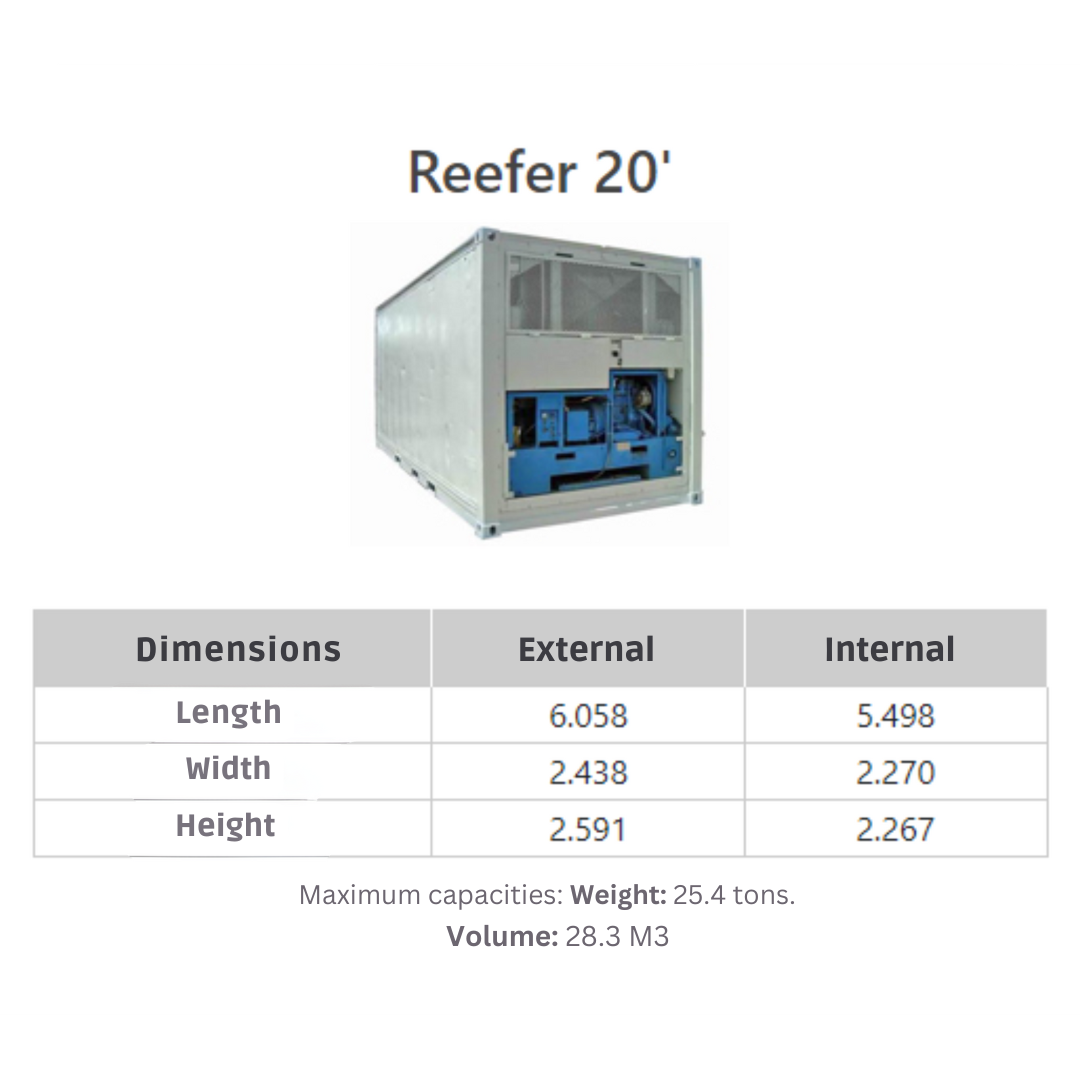 Reefer 20'
Dimensions External Internal
Length 6.058 5.498
Width 2.438 2.270
Height 2.591 2.267
Maximum capacities: Weight: 25.4 tons.
Volume: 28.3 M3